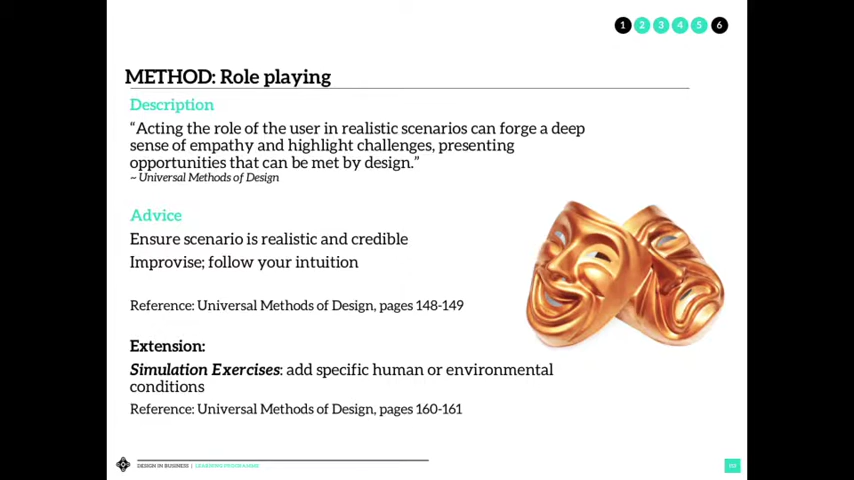 1 2 3 4 5 6
METHOD: Role playing
Description
“Acting the role of the user in realistic scenarios can forge a deep
sense of empathy and highlight challenges, presenting
opportunities that can be met by design.”
~ Universal Methods of Design
Advice
Ensure scenario is realistic and credible
Improvise; follow your intuition
Reference: Universal Methods of Design, pages 148-149
Extension:
Simulation Exercises: add specific human or environmental
conditions
Reference: Universal Methods of Design, pages 160-161
DESIGN IN BUSINESS | LEARNING PROGRAMME